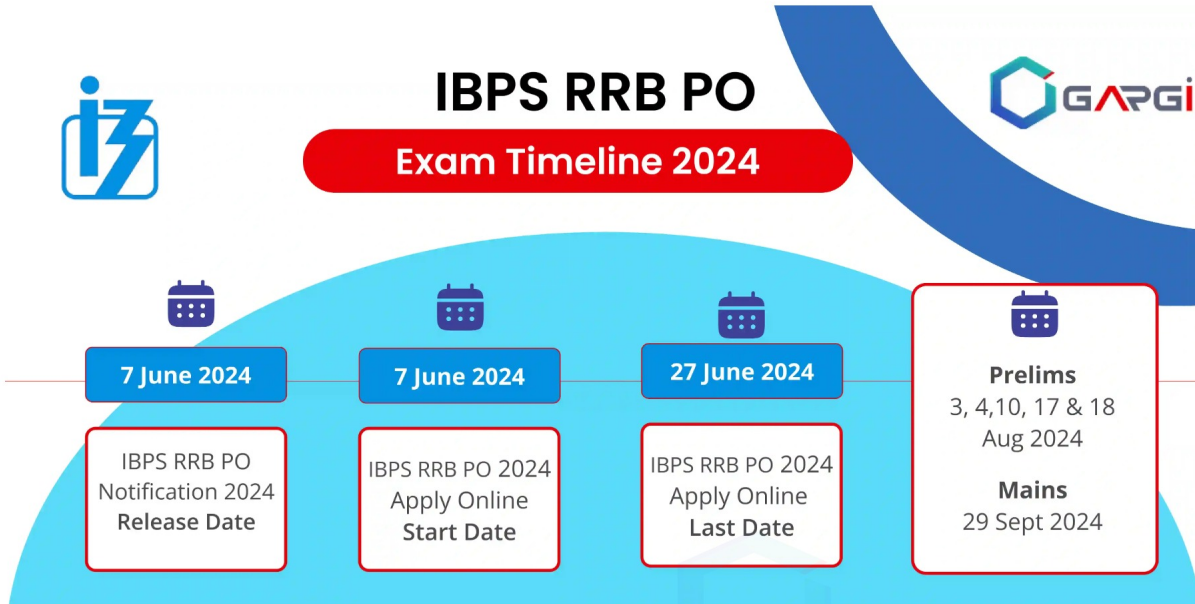 IBPS RRB PO
GARGi
Exam Timeline 2024
7 June 2024
IBPS RRB PO
Notification 2024
Release Date
7 June 2024
IBPS RRB PO 2024
Apply Online
Start Date
27 June 2024
IBPS RRB PO 2024
Apply Online
Last Date
Prelims
3, 4,10, 17 & 18
Aug 2024
Mains
29 Sept 2024